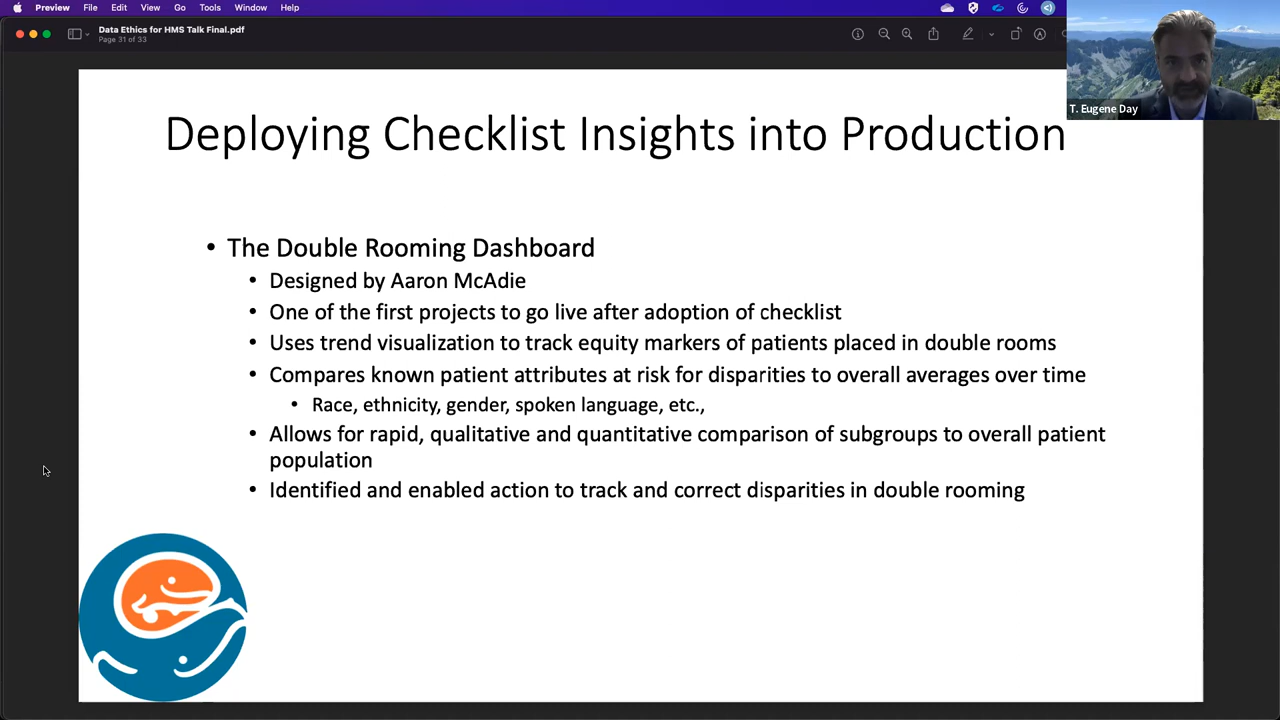 Preview File Edit View Go Tools Window Help
Data Ethics for HMS Talk Final.pdf
Page 31 of 33
T. Eugene Day
Deploying Checklist Insights into Production
• The Double Rooming Dashboard
• Designed by Aaron McAdie
• One of the first projects to go live after adoption of checklist
• Uses trend visualization to track equity markers of patients placed in double rooms
• Compares known patient attributes at risk for disparities to overall averages over time
• Race, ethnicity, gender, spoken language, etc.,
• Allows for rapid, qualitative and quantitative comparison of subgroups to overall patient
population
• Identified and enabled action to track and correct disparities in double rooming